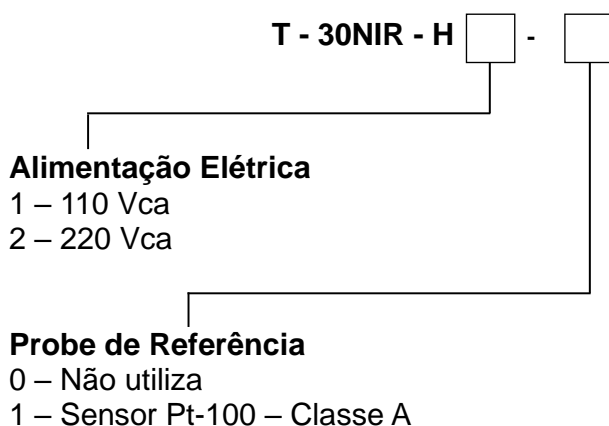 T - 30NIR - H -
Alimentação Elétrica
1 – 110 Vca
2 – 220 Vca
Probe de Referência
0 – Não utiliza
1 – Sensor Pt-100 – Classe A